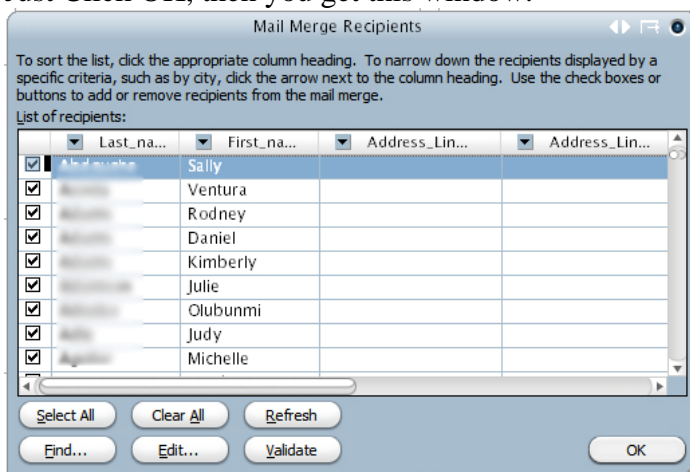 Just Click OK, then you get this window.
Mail Merge Recipients
To sort the list, click the appropriate column heading. To narrow down the recipients displayed by a
specific criteria, such as by city, click the arrow next to the column heading. Use the check boxes or
buttons to add or remove recipients from the mail merge.
List of recipients:
Last_na... First_na... Address_Lin... Address_Lin...
Sally
Ventura
Rodney
Daniel
Kimberly
Julie
Olubunmi
Judy
Michelle
Select All Clear All Refresh
Find... Edit... Validate OK